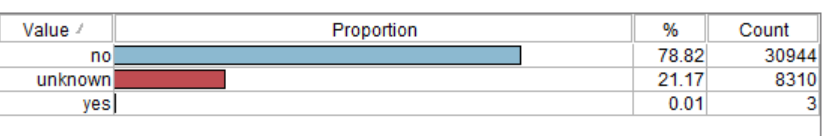 Value / Proportion % Count
no 78.82 30944
unknown 21.17 8310
yes 0.01 3